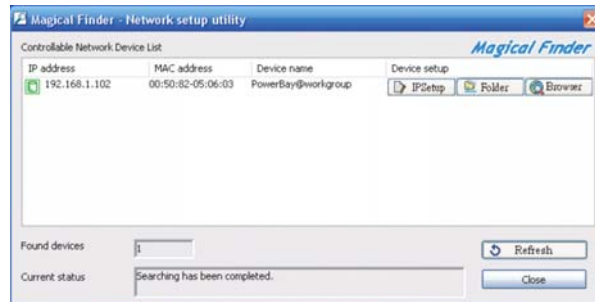 Magical Finder - Network setup utility
Controllable Network Device List
Magical Finder
IP address MAC address Device name Device setup
192.168.1.102 00:50:82-05:06:03 PowerBay@workgroup IPSetup Folder Browser
Found devices 1 Refresh
Current status Searching has been completed. Close